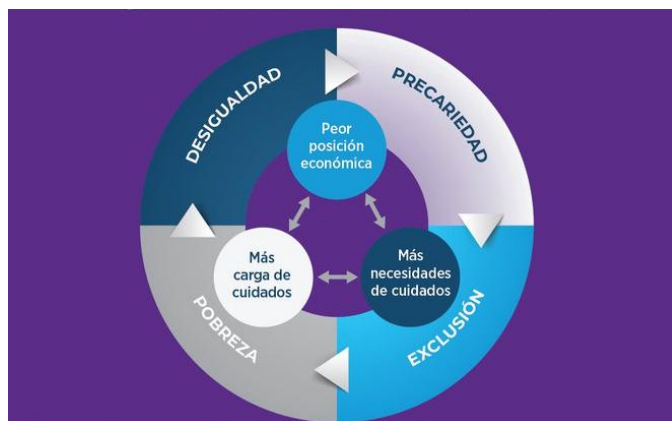 DESIGUALDAD
PRECARIEDAD
Peor
posición
económica
Más
carga de
cuidados
Más
necesidades
de cuidados
POBREZA
EXCLUSIÓN